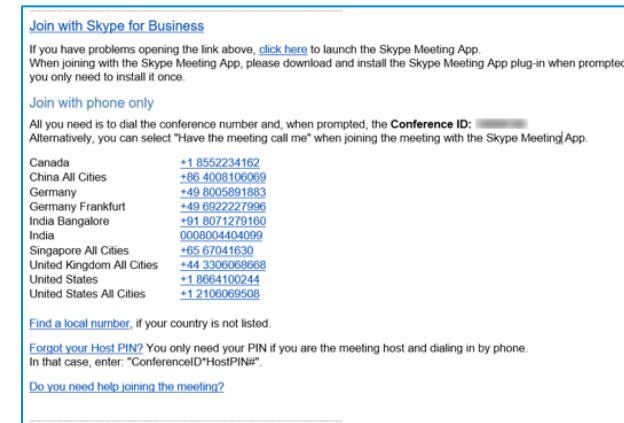 Join with Skype for Business
If you have problems opening the link above, click here to launch the Skype Meeting App.
When joining with the Skype Meeting App, please download and install the Skype Meeting App plug-in when prompted
you only need to install it once.
Join with phone only
All you need is to dial the conference number and, when prompted, the Conference ID:
Alternatively, you can select "Have the meeting call me" when joining the meeting with the Skype Meeting App.
Canada +1 8552234162
China All Cities +86 4008106069
Germany +49 8005891883
Germany Frankfurt +49 6922227996
India Bangalore +91 8071279160
India 0008004404099
Singapore All Cities +65 67041630
United Kingdom All Cities +44 3306068668
United States +1 8664100244
United States All Cities +1 2106069508
Find a local number, if your country is not listed.
Forgot your Host PIN? You only need your PIN if you are the meeting host and dialing in by phone.
In that case, enter: "ConferenceID*HostPIN#".
Do you need help joining the meeting?